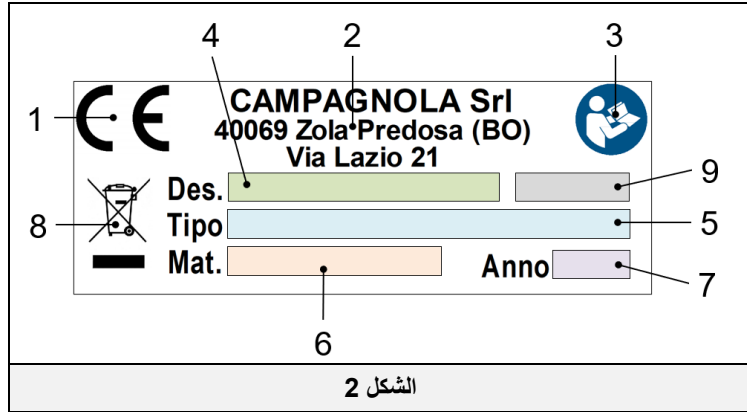 4 2 3
1 CE CAMPAGNOLA Srl
40069 Zola Predosa (BO)
Via Lazio 21
Des. 9
8 Tipo 5
Mat. Anno 7
6
الشكل 2